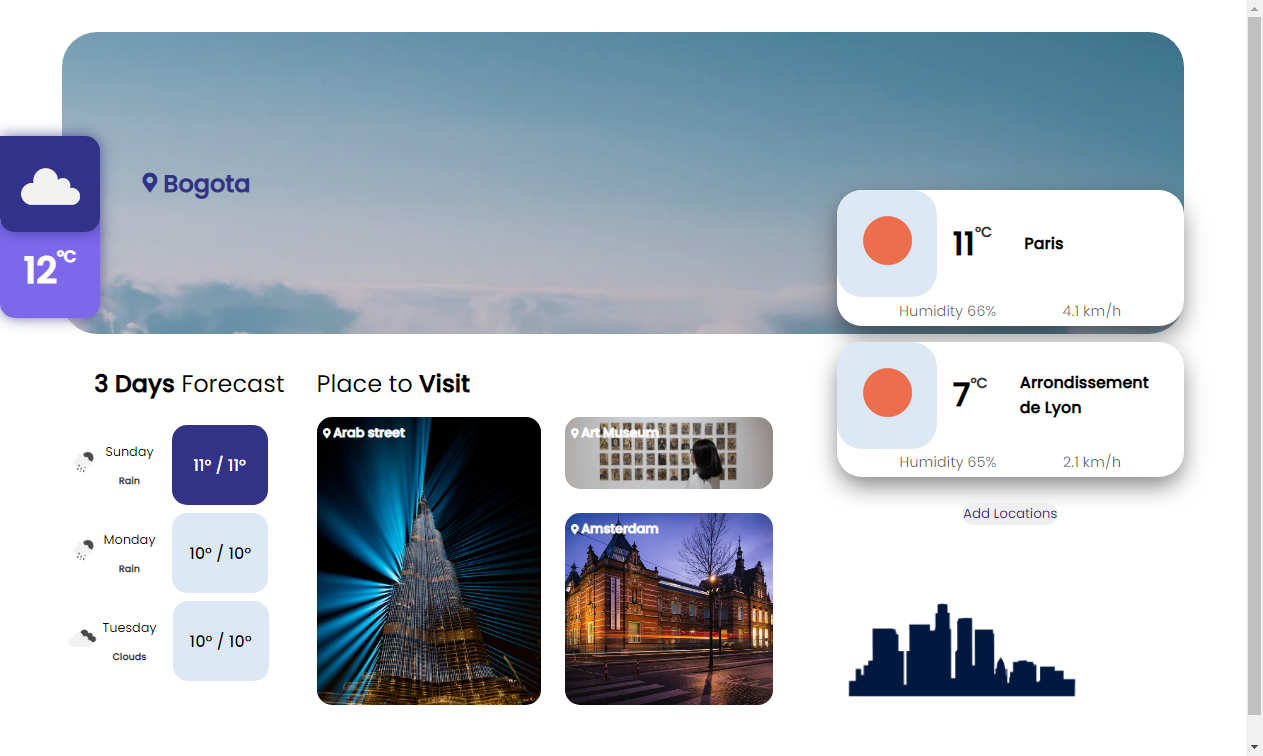 Bogota
12°C
11°C
Paris
Humidity 66%
4.1 km/h
7°C
Arrondissement
de Lyon
Humidity 65%
2.1 km/h
Add Locations
3 Days Forecast
Sunday
Rain
11° / 11°
Monday
Rain
10° / 10°
Tuesday
Clouds
10° / 10°
Place to Visit
Arab street
Art Museum
Amsterdam